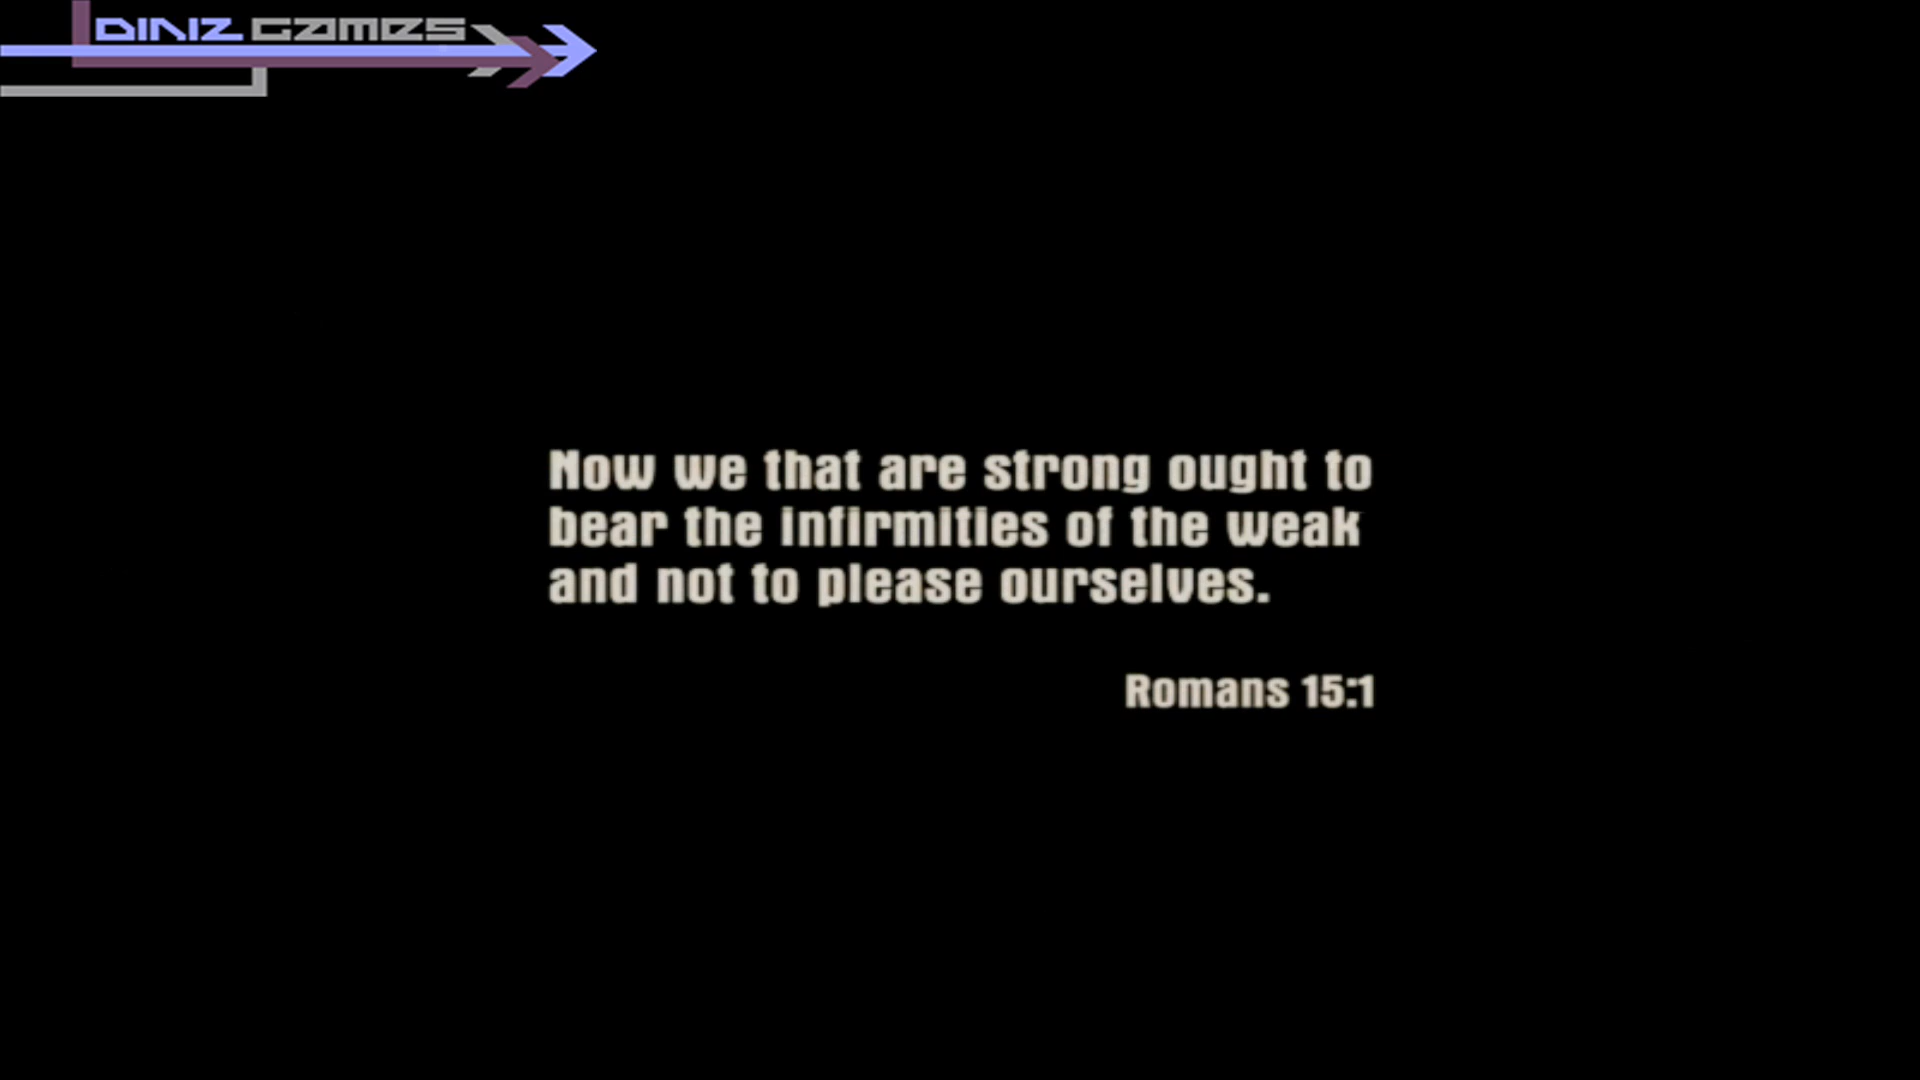 DINIZ GAMES
Now we that are strong ought to
bear the infirmities of the weak
and not to please ourselves.
Romans 15:1